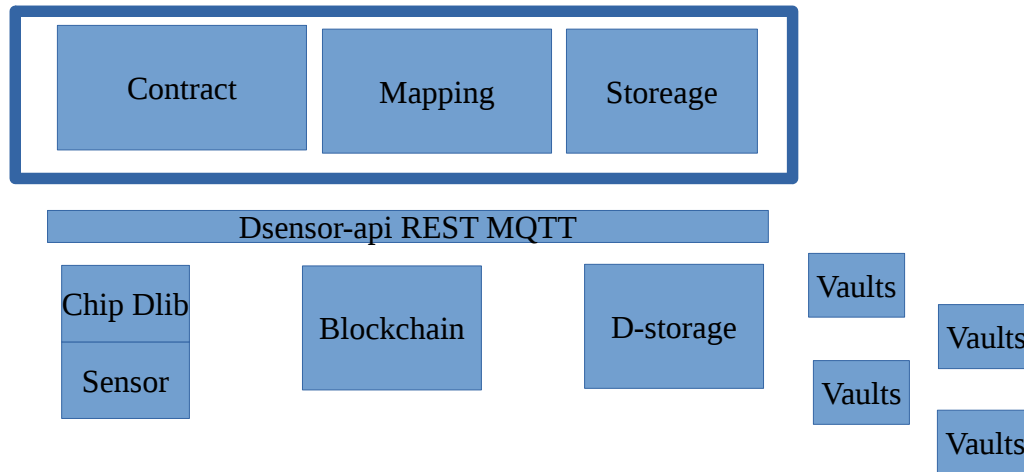 Contract
Mapping
Storeage
Dsensor-api REST MQTT
Chip Dlib
Sensor
Blockchain
D-storage
Vaults
Vaults
Vaults
Vaults